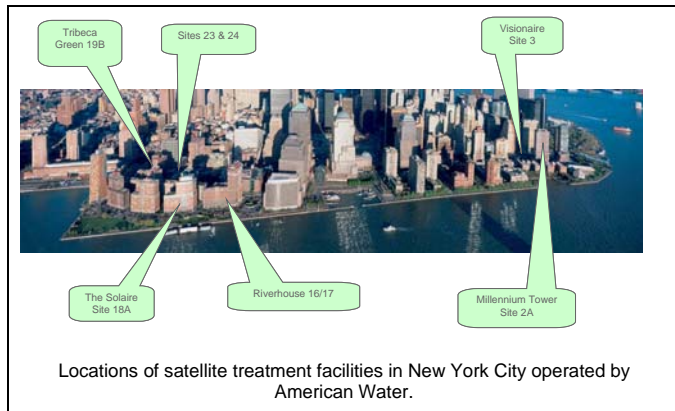 Tribeca
Green 19B
Sites 23 & 24
Visionaire
Site 3
The Solaire
Site 18A
Riverhouse 16/17
Millennium Tower
Site 2A
Locations of satellite treatment facilities in New York City operated by
American Water.